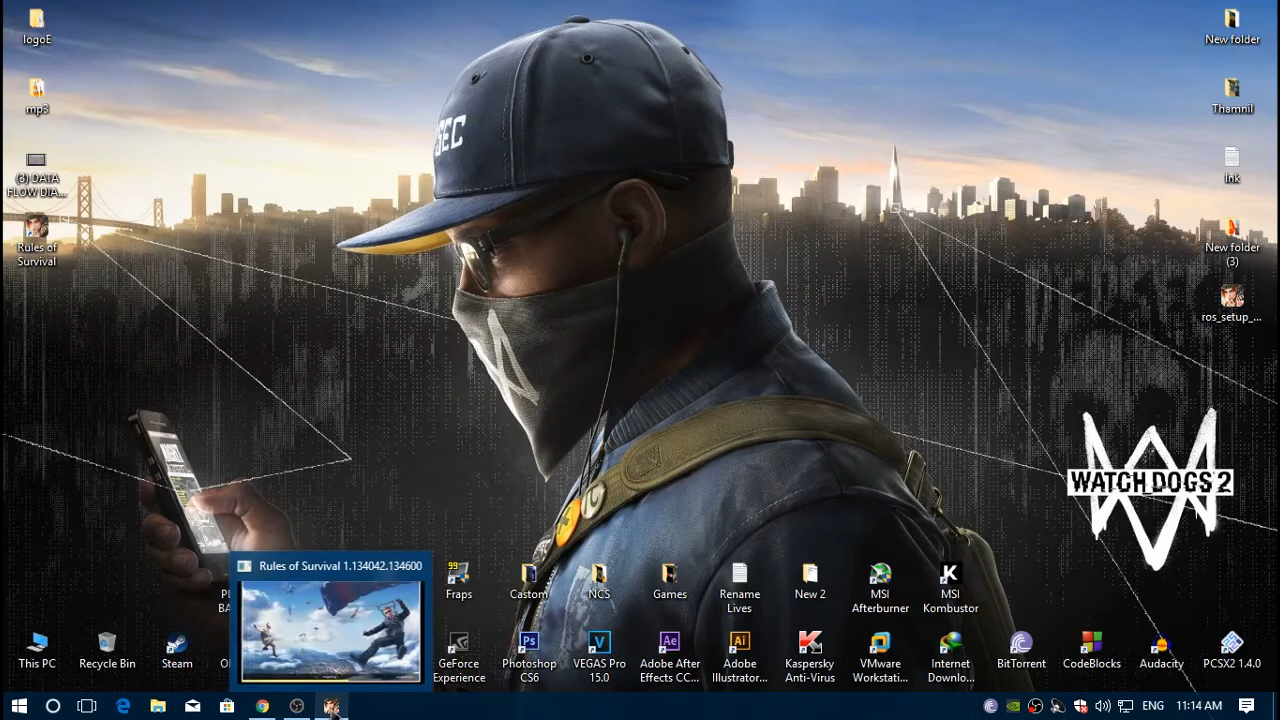 logoE
mp3
(3) DATA
FLOW DIA...
Rules of
Survival
New folder
Thamnil
lnk
New folder
(3)
ros_setup_...
SEC
WATCH DOGS 2
Rules of Survival 1.134042.134600
Fraps
Custom
NCS
Games
Rename
Lives
New 2
MSI
Afterburner
MSI
Kombustor
This PC
Recycle Bin
Steam
GeForce
Experience
Photoshop
CS6
VEGAS Pro
15.0
Adobe After
Effects CC...
Adobe
Illustrator...
Kaspersky
Anti-Virus
VMware
Workstati...
Internet
Downlo...
BitTorrent
CodeBlocks
Audacity
PCSX2 1.4.0
ENG
11:14 AM